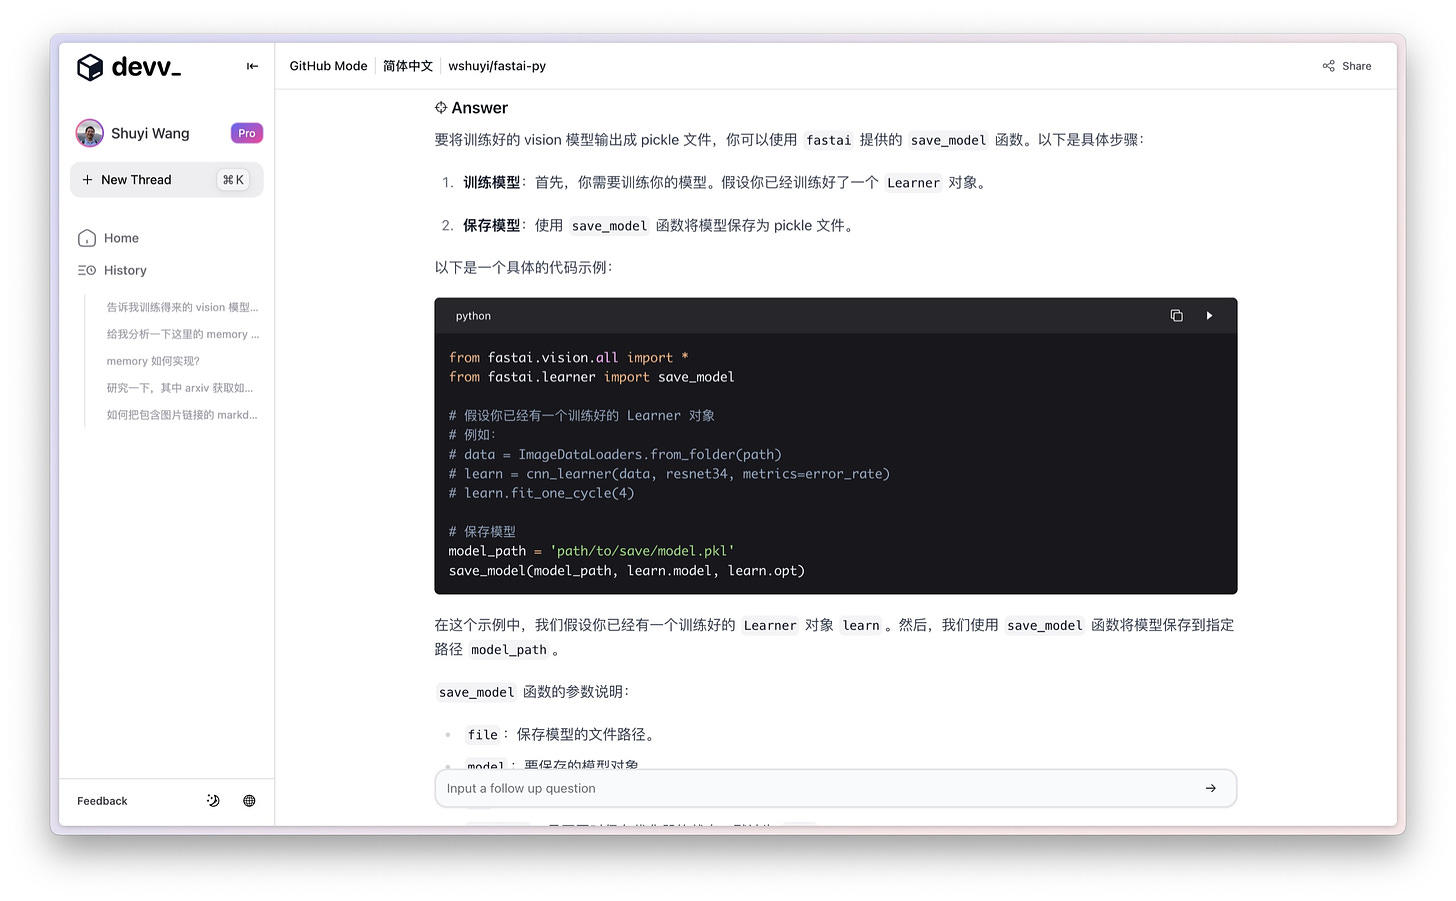 devv_
GitHub Mode
简体中文
wshuyi/fastai-py
Share
Shuyi Wang
Pro
+ New Thread
⌘ K
Home
History
告诉我训练得来的 vision 模型...
给我分析一下这里的 memory ...
memory 如何实现?
研究一下，其中 arxiv 获取如...
如何把包含图片链接的 markd...
Feedback
Answer
要将训练好的 vision 模型输出成 pickle 文件，你可以使用 fastai 提供的 save_model 函数。以下是具体步骤：
1. 训练模型：首先，你需要训练你的模型。假设你已经训练好了一个 Learner 对象。
2. 保存模型：使用 save_model 函数将模型保存为 pickle 文件。
以下是一个具体的代码示例：
python
from fastai.vision.all import *
from fastai.learner import save_model
# 假设你已经有一个训练好的 Learner 对象
# 例如：
# data = ImageDataLoaders.from_folder(path)
# learn = cnn_learner(data, resnet34, metrics=error_rate)
# learn.fit_one_cycle(4)
# 保存模型
model_path = 'path/to/save/model.pkl'
save_model(model_path, learn.model, learn.opt)
在这个示例中，我们假设你已经有一个训练好的 Learner 对象 learn 。然后，我们使用 save_model 函数将模型保存到指定
路径 model_path 。
save_model 函数的参数说明：
file ：保存模型的文件路径。
model ：要保存的模型对象
Input a follow up question